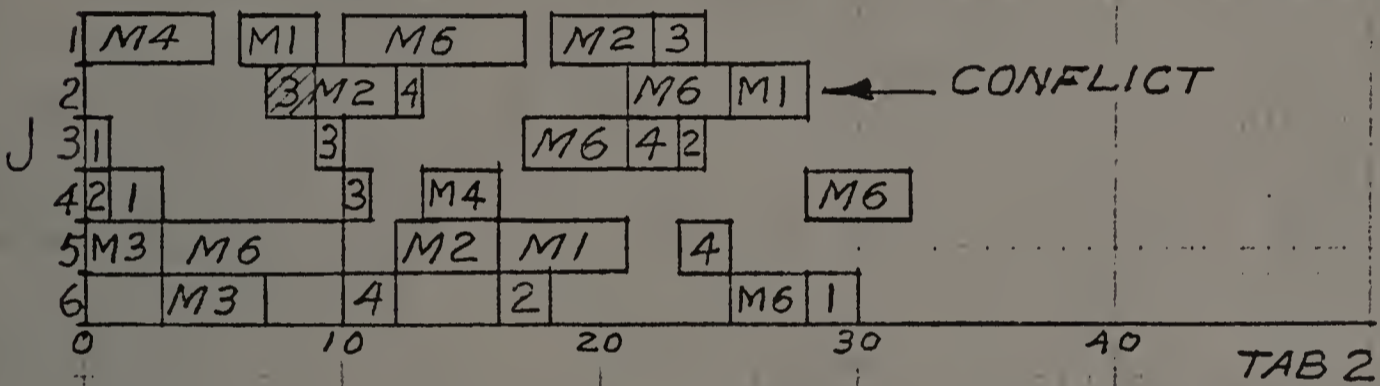 1 M4 M1 M6 M2 3
2 3 M2 4 M6 M1 CONFLICT
J 3 1 3 M6 4 2
4 2 1 3 M4 M6
5 M3 M6 M2 M1 4
6 M3 4 2 M6 1
0 10 20 30 40
TAB 2